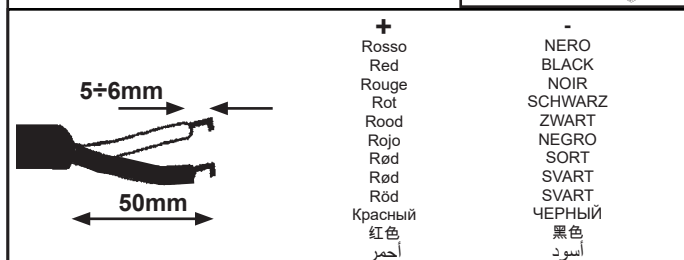 5÷6mm
50mm
+ -
Rosso NERO
Red BLACK
Rouge NOIR
Rot SCHWARZ
Rood ZWART
Rojo NEGRO
Rød SORT
Rød SVART
Röd SVART
Красный ЧЕРНЫЙ
红色 黑色
أحمر أسود